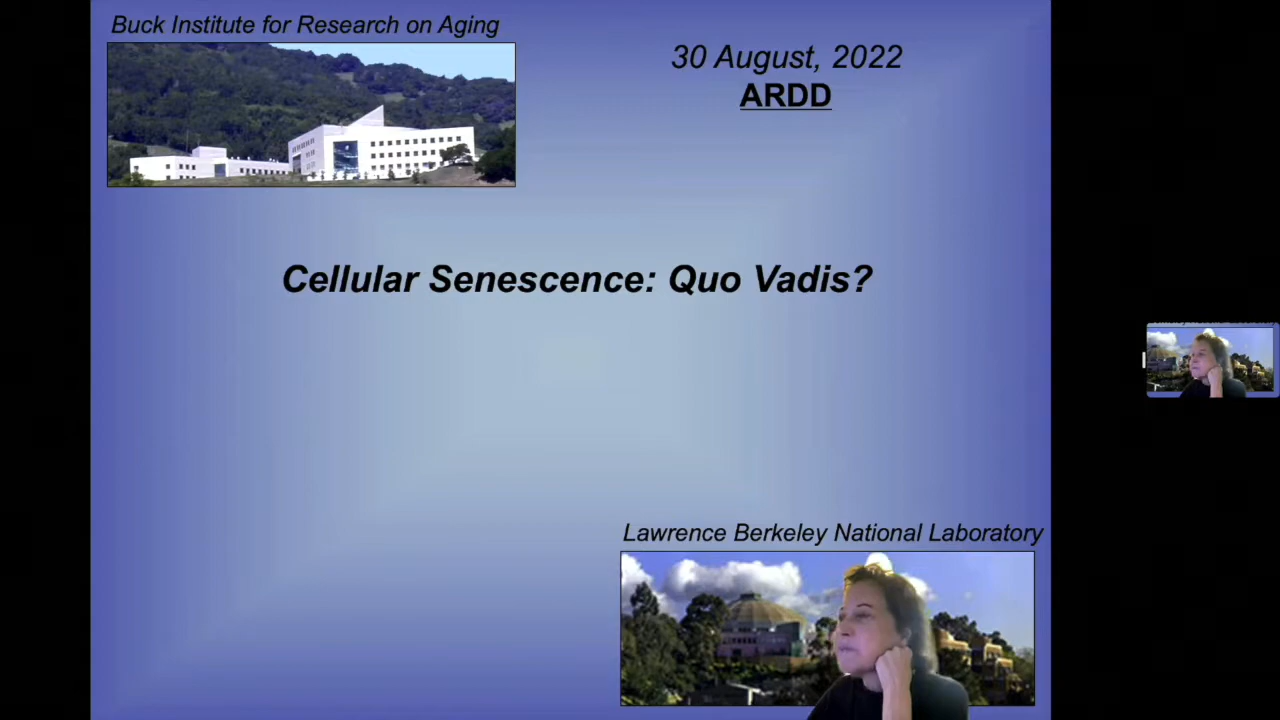 Buck Institute for Research on Aging
30 August, 2022
ARDD
Cellular Senescence: Quo Vadis?
Lawrence Berkeley National Laboratory